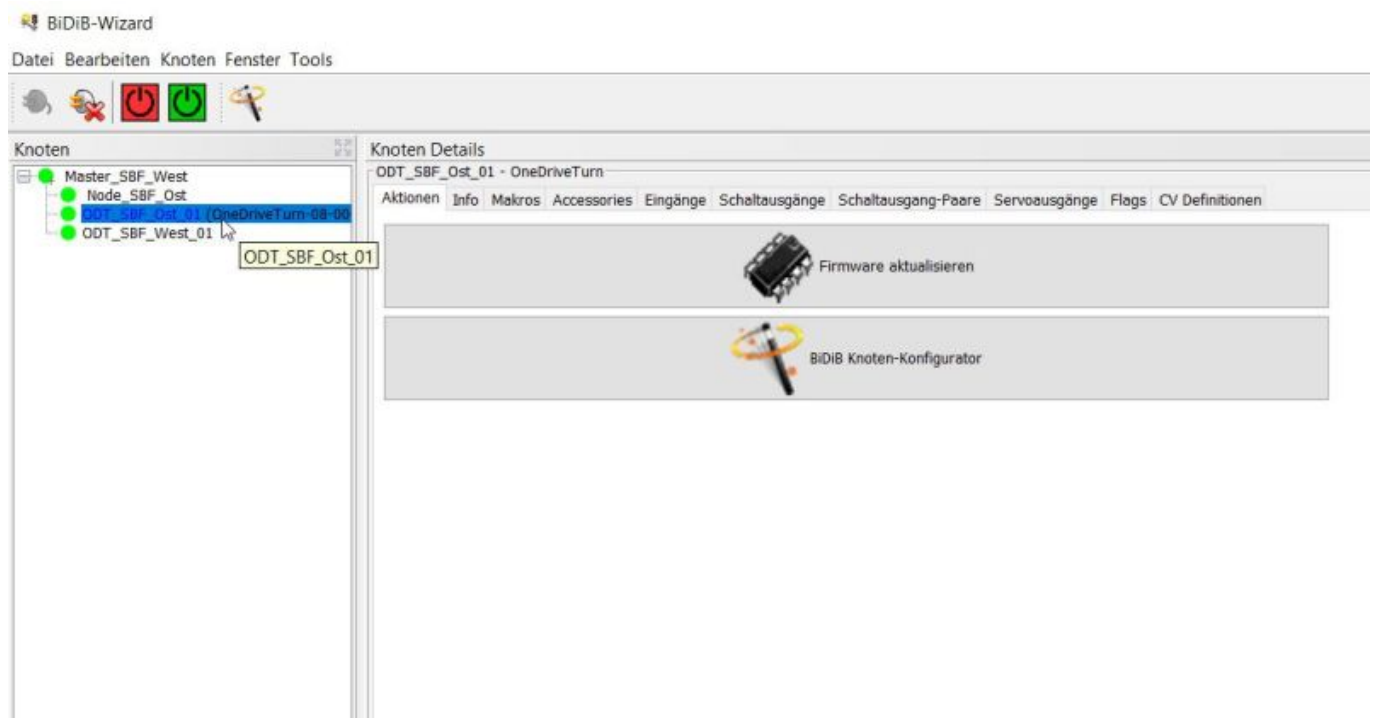 BiDiB-Wizard
Datei Bearbeiten Knoten Fenster Tools
Knoten
Knoten Details
Master_SBF_West
Node_SBF_Ost
ODT_SBF_Ost_01 (OneDriveTurn-08-00
ODT_SBF_West_01
ODT_SBF_Ost_01
ODT_SBF_Ost_01 - OneDriveTurn
Aktionen Info Makros Accessories Eingänge Schaltausgänge Schaltausgang-Paare Servoausgänge Flags CV Definitionen
Firmware aktualisieren
BiDiB Knoten-Konfigurator